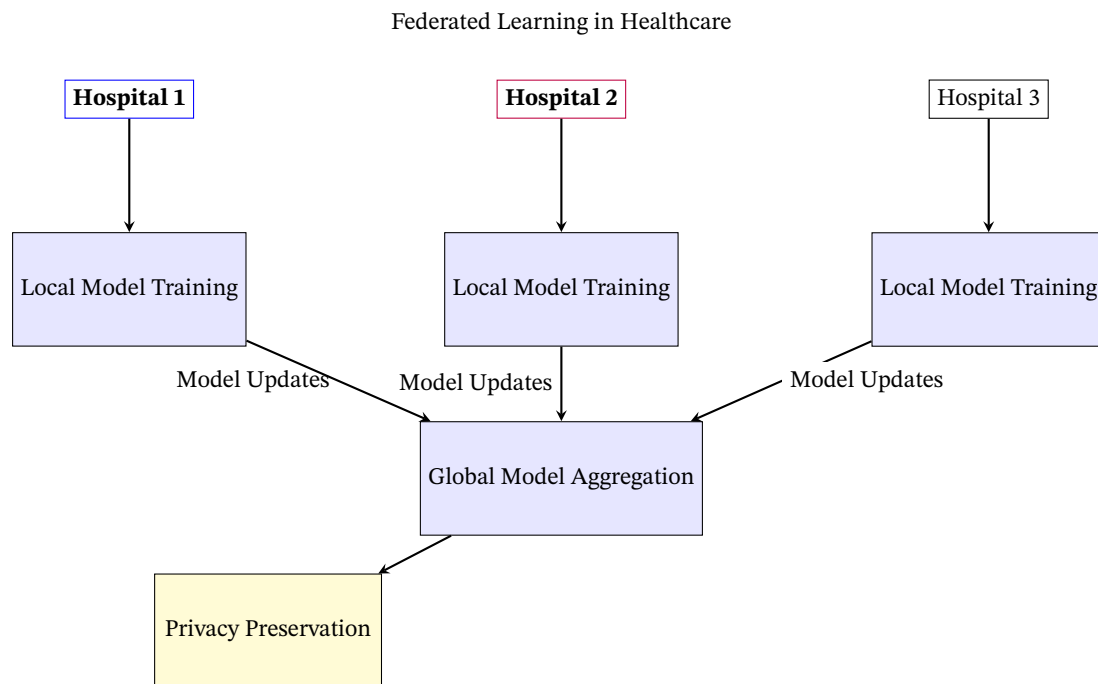 Federated Learning in Healthcare
Hospital 1
Hospital 2
Hospital 3
Local Model Training
Local Model Training
Local Model Training
Model Updates
Model Updates
Model Updates
Global Model Aggregation
Privacy Preservation